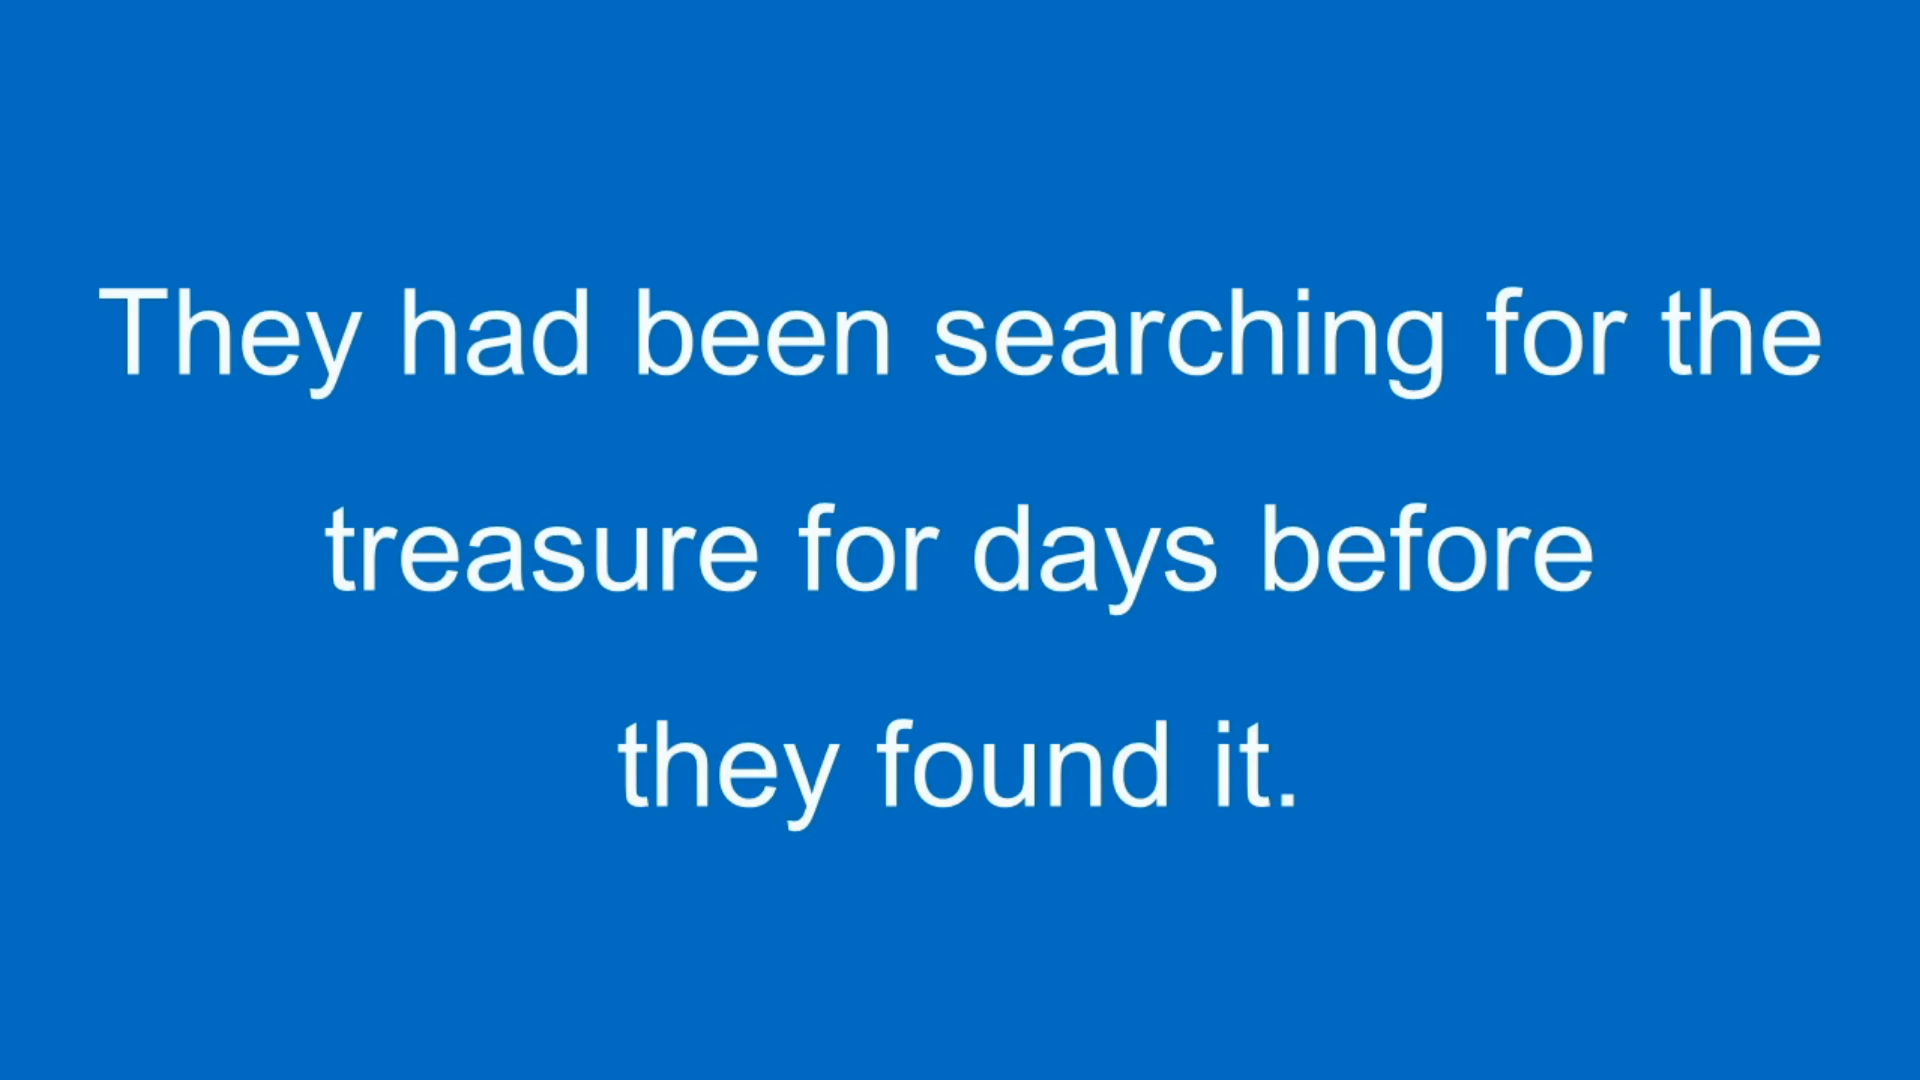 They had been searching for the
treasure for days before
they found it.